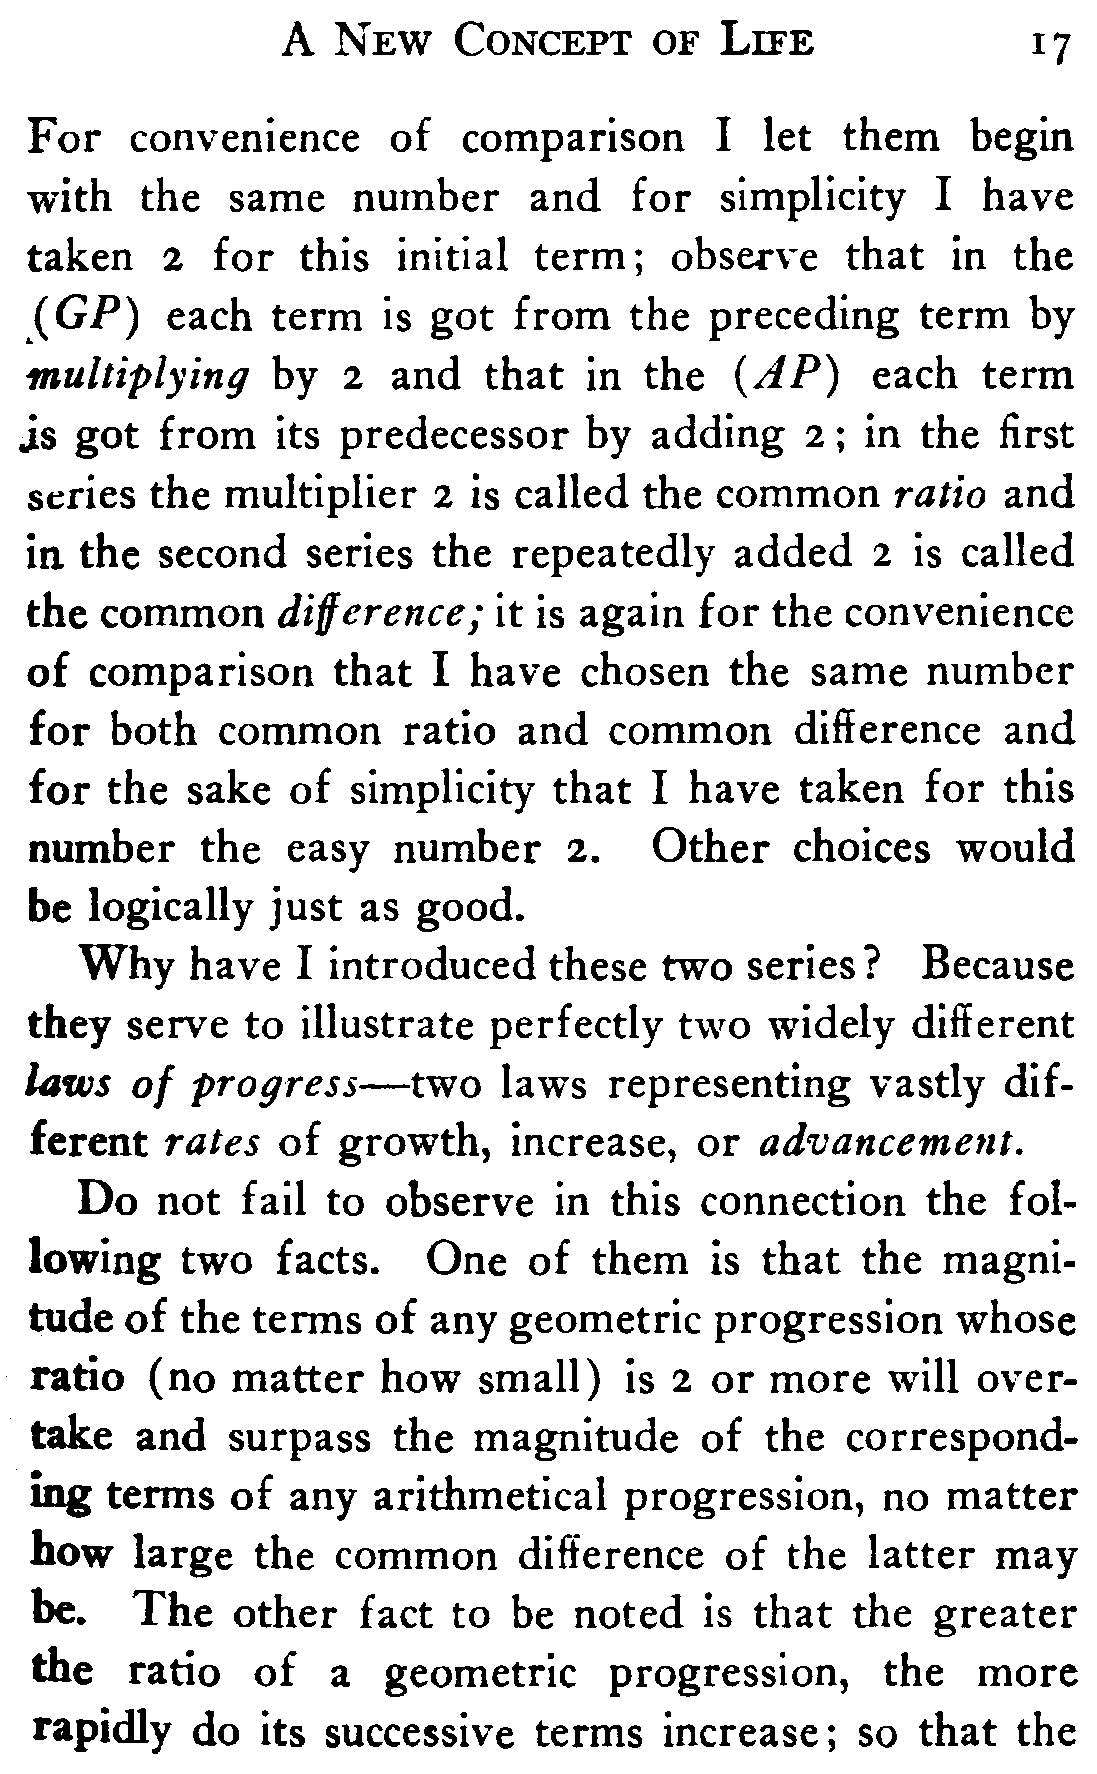 A New Concept of Life 17
For convenience of comparison I let them begin
with the same number and for simplicity I have
taken 2 for this initial term; observe that in the
(GP) each term is got from the preceding term by
multiplying by 2 and that in the (AP) each term
is got from its predecessor by adding 2; in the first
series the multiplier 2 is called the common ratio and
in the second series the repeatedly added 2 is called
the common difference; it is again for the convenience
of comparison that I have chosen the same number
for both common ratio and common difference and
for the sake of simplicity that I have taken for this
number the easy number 2. Other choices would
be logically just as good.
Why have I introduced these two series? Because
they serve to illustrate perfectly two widely different
laws of progress—two laws representing vastly dif-
ferent rates of growth, increase, or advancement.
Do not fail to observe in this connection the fol-
lowing two facts. One of them is that the magni-
tude of the terms of any geometric progression whose
ratio (no matter how small) is 2 or more will over-
take and surpass the magnitude of the correspond-
ing terms of any arithmetical progression, no matter
how large the common difference of the latter may
be. The other fact to be noted is that the greater
the ratio of a geometric progression, the more
rapidly do its successive terms increase; so that the